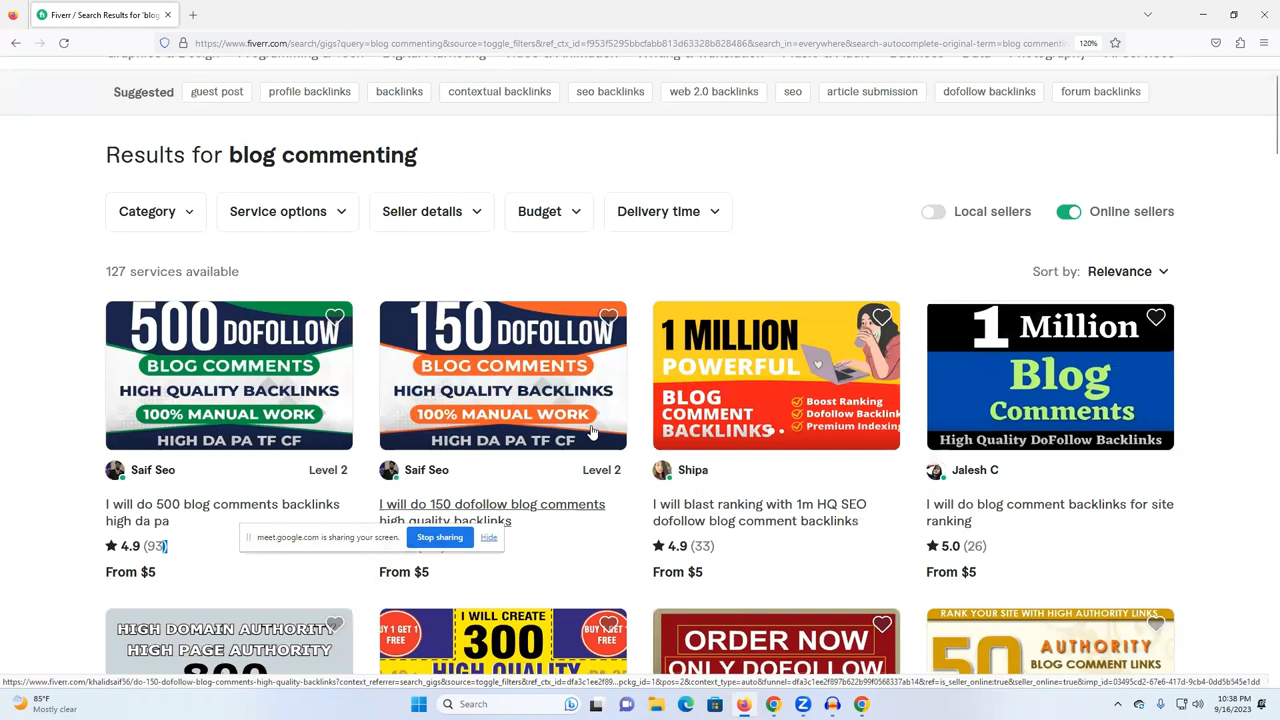 Fiverr / Search Results for 'blog
https://www.fiverr.com/search/gigs?query=blog commenting&source=toggle_filters&ref_ctx_id=f953f5295bbcfabb813d63328b828486&search_in=everywhere&search-autocomplete-original-term=blog commenti
120%
Suggested
guest post
profile backlinks
backlinks
contextual backlinks
seo backlinks
web 2.0 backlinks
seo
article submission
dofollow backlinks
forum backlinks
Results for blog commenting
Category
Service options
Seller details
Budget
Delivery time
Local sellers
Online sellers
127 services available
Sort by: Relevance
500 DOFOLLOW
BLOG COMMENTS
HIGH QUALITY BACKLINKS
100% MANUAL WORK
HIGH DA PA TF CF
150 DOFOLLOW
BLOG COMMENTS
HIGH QUALITY BACKLINKS
100% MANUAL WORK
HIGH DA PA TF CF
1 MILLION
POWERFUL
BLOG
COMMENT
BACKLINKS
Boost Ranking
Dofollow Backlink
Premium Indexing
1 Million
Blog
Comments
High Quality DoFollow Backlinks
Saif Seo
Level 2
Saif Seo
Level 2
Shipa
Jalesh C
I will do 500 blog comments backlinks
high da pa
I will do 150 dofollow blog comments
high quality backlinks
I will blast ranking with 1m HQ SEO
dofollow blog comment backlinks
I will do blog comment backlinks for site
ranking
meet.google.com is sharing your screen.
Stop sharing
Hide
4.9 (93)
4.9 (33)
5.0 (26)
From $5
From $5
From $5
From $5
HIGH DOMAIN AUTHORITY
HIGH PAGE AUTHORITY
BUY 1 GET 1
FREE
I WILL CREATE
300
HIGH QUALITY
BUY 1 GET
FREE
ORDER NOW
ONLY DOFOLLOW
RANK YOUR SITE WITH HIGH AUTHORITY LINKS
50 AUTHORITY
BLOG COMMENT LINKS
85°F
Mostly clear
Search
10:38 PM
9/16/2023